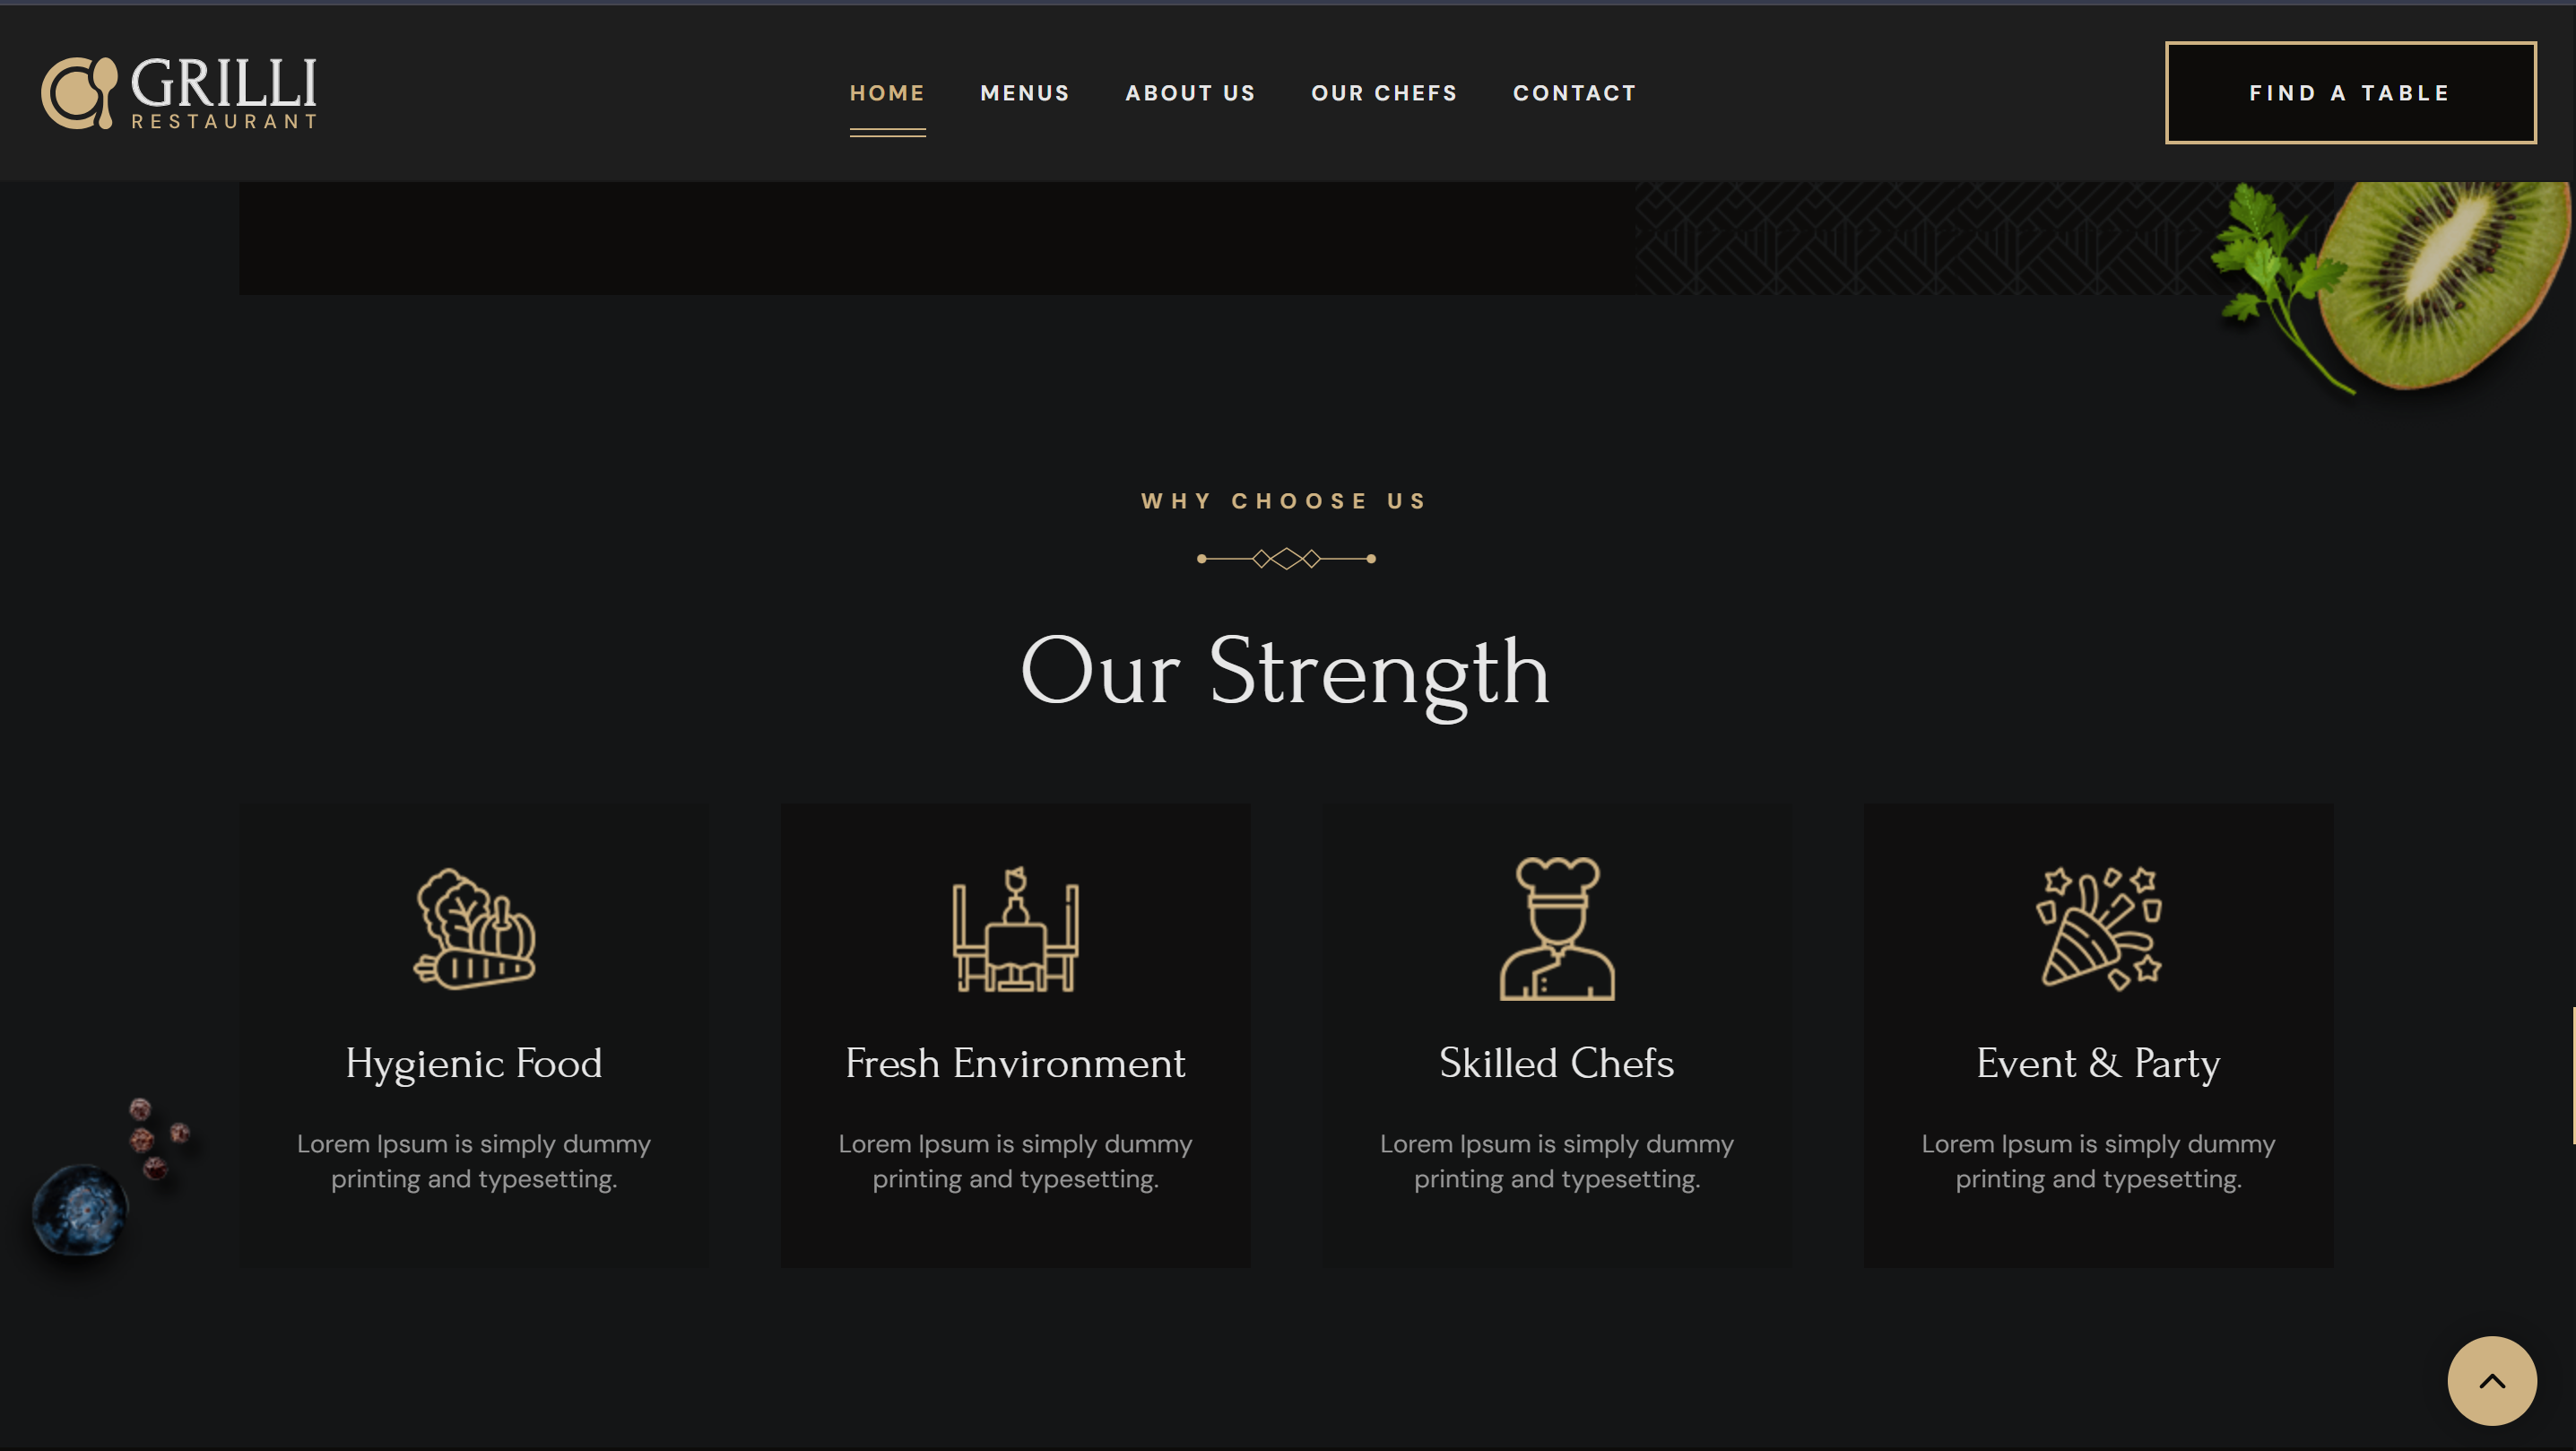 GRILLI
RESTAURANT
HOME MENUS ABOUT US OUR CHEFS CONTACT
FIND A TABLE
WHY CHOOSE US
Our Strength
Hygienic Food
Lorem Ipsum is simply dummy
printing and typesetting.
Fresh Environment
Lorem Ipsum is simply dummy
printing and typesetting.
Skilled Chefs
Lorem Ipsum is simply dummy
printing and typesetting.
Event & Party
Lorem Ipsum is simply dummy
printing and typesetting.